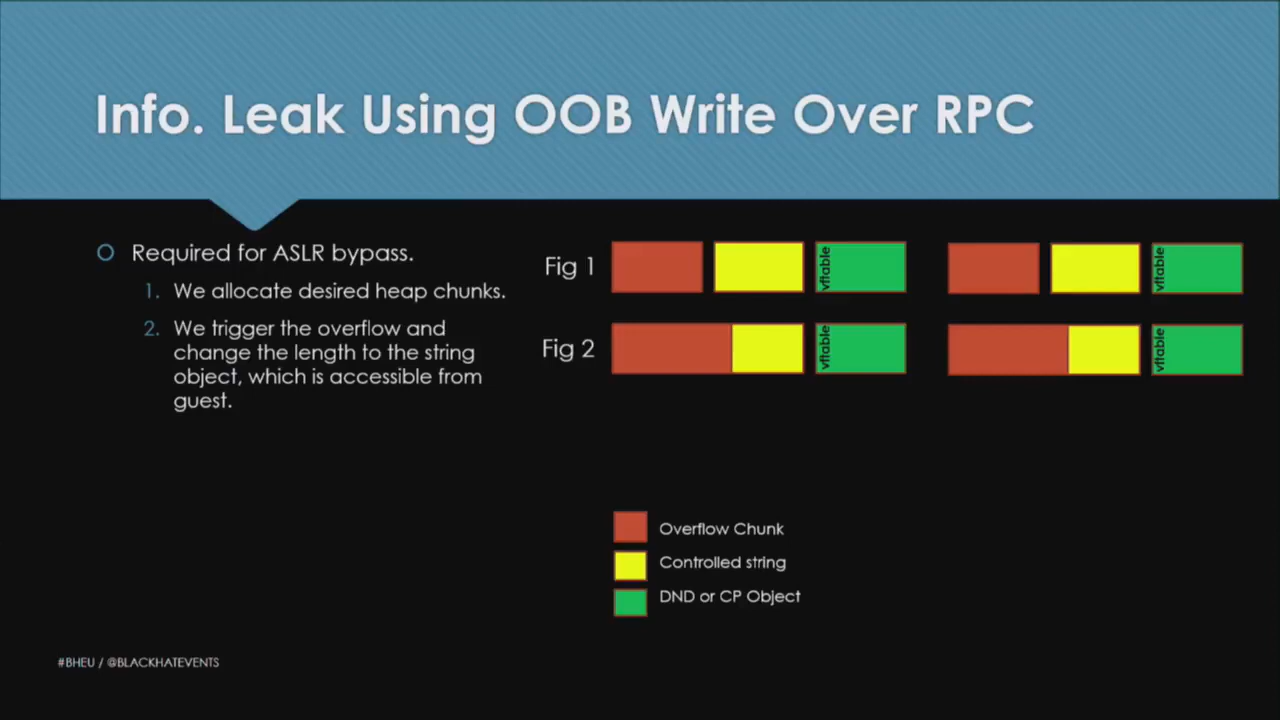 Info. Leak Using OOB Write Over RPC
Required for ASLR bypass.
1. We allocate desired heap chunks.
2. We trigger the overflow and
change the length to the string
object, which is accessible from
guest.
Fig 1
vftable
vftable
Fig 2
vftable
vftable
Overflow Chunk
Controlled string
DND or CP Object
#BHEU / @BLACKHATEVENTS